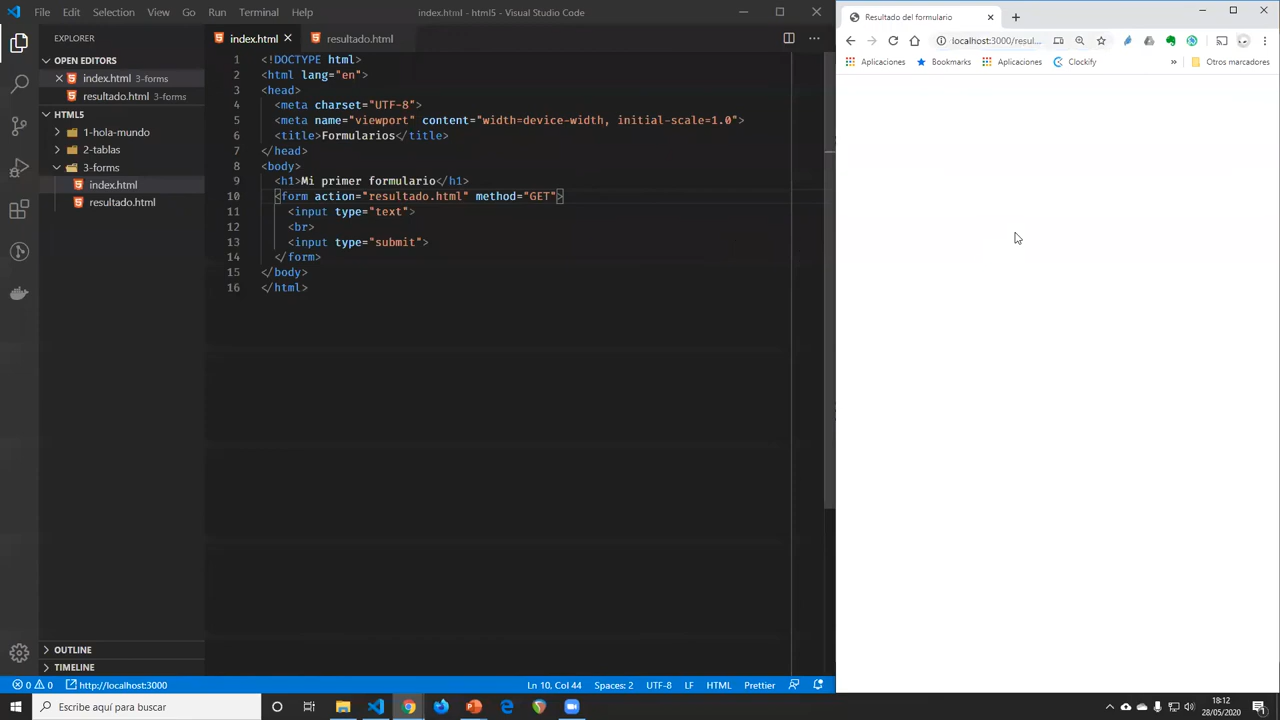 File Edit Selection View Go Run Terminal Help
index.html - html5 - Visual Studio Code
EXPLORER
OPEN EDITORS
index.html 3-forms
resultado.html 3-forms
HTML5
1-hola-mundo
2-tablas
3-forms
index.html
resultado.html
OUTLINE
TIMELINE
index.html
resultado.html
1 <!DOCTYPE html>
2 <html lang="en">
3 <head>
4 <meta charset="UTF-8">
5 <meta name="viewport" content="width=device-width, initial-scale=1.0">
6 <title>Formularios</title>
7 </head>
8 <body>
9 <h1>Mi primer formulario</h1>
10 <form action="resultado.html" method="GET">
11 <input type="text">
12 <br>
13 <input type="submit">
14 </form>
15 </body>
16 </html>
0 0 http://localhost:3000
Ln 10, Col 44 Spaces: 2 UTF-8 LF HTML Prettier
Resultado del formulario
localhost:3000/resul...
Aplicaciones Bookmarks Aplicaciones Clockify » Otros marcadores
Escribe aquí para buscar
18:12
28/05/2020